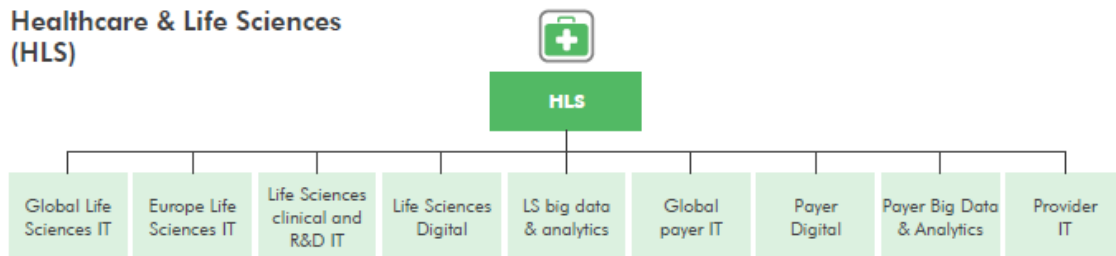 Healthcare & Life Sciences
(HLS)
HLS
Global Life
Sciences IT
Europe Life
Sciences IT
Life Sciences
clinical and
R&D IT
Life Sciences
Digital
LS big data
& analytics
Global
payer IT
Payer
Digital
Payer Big Data
& Analytics
Provider
IT